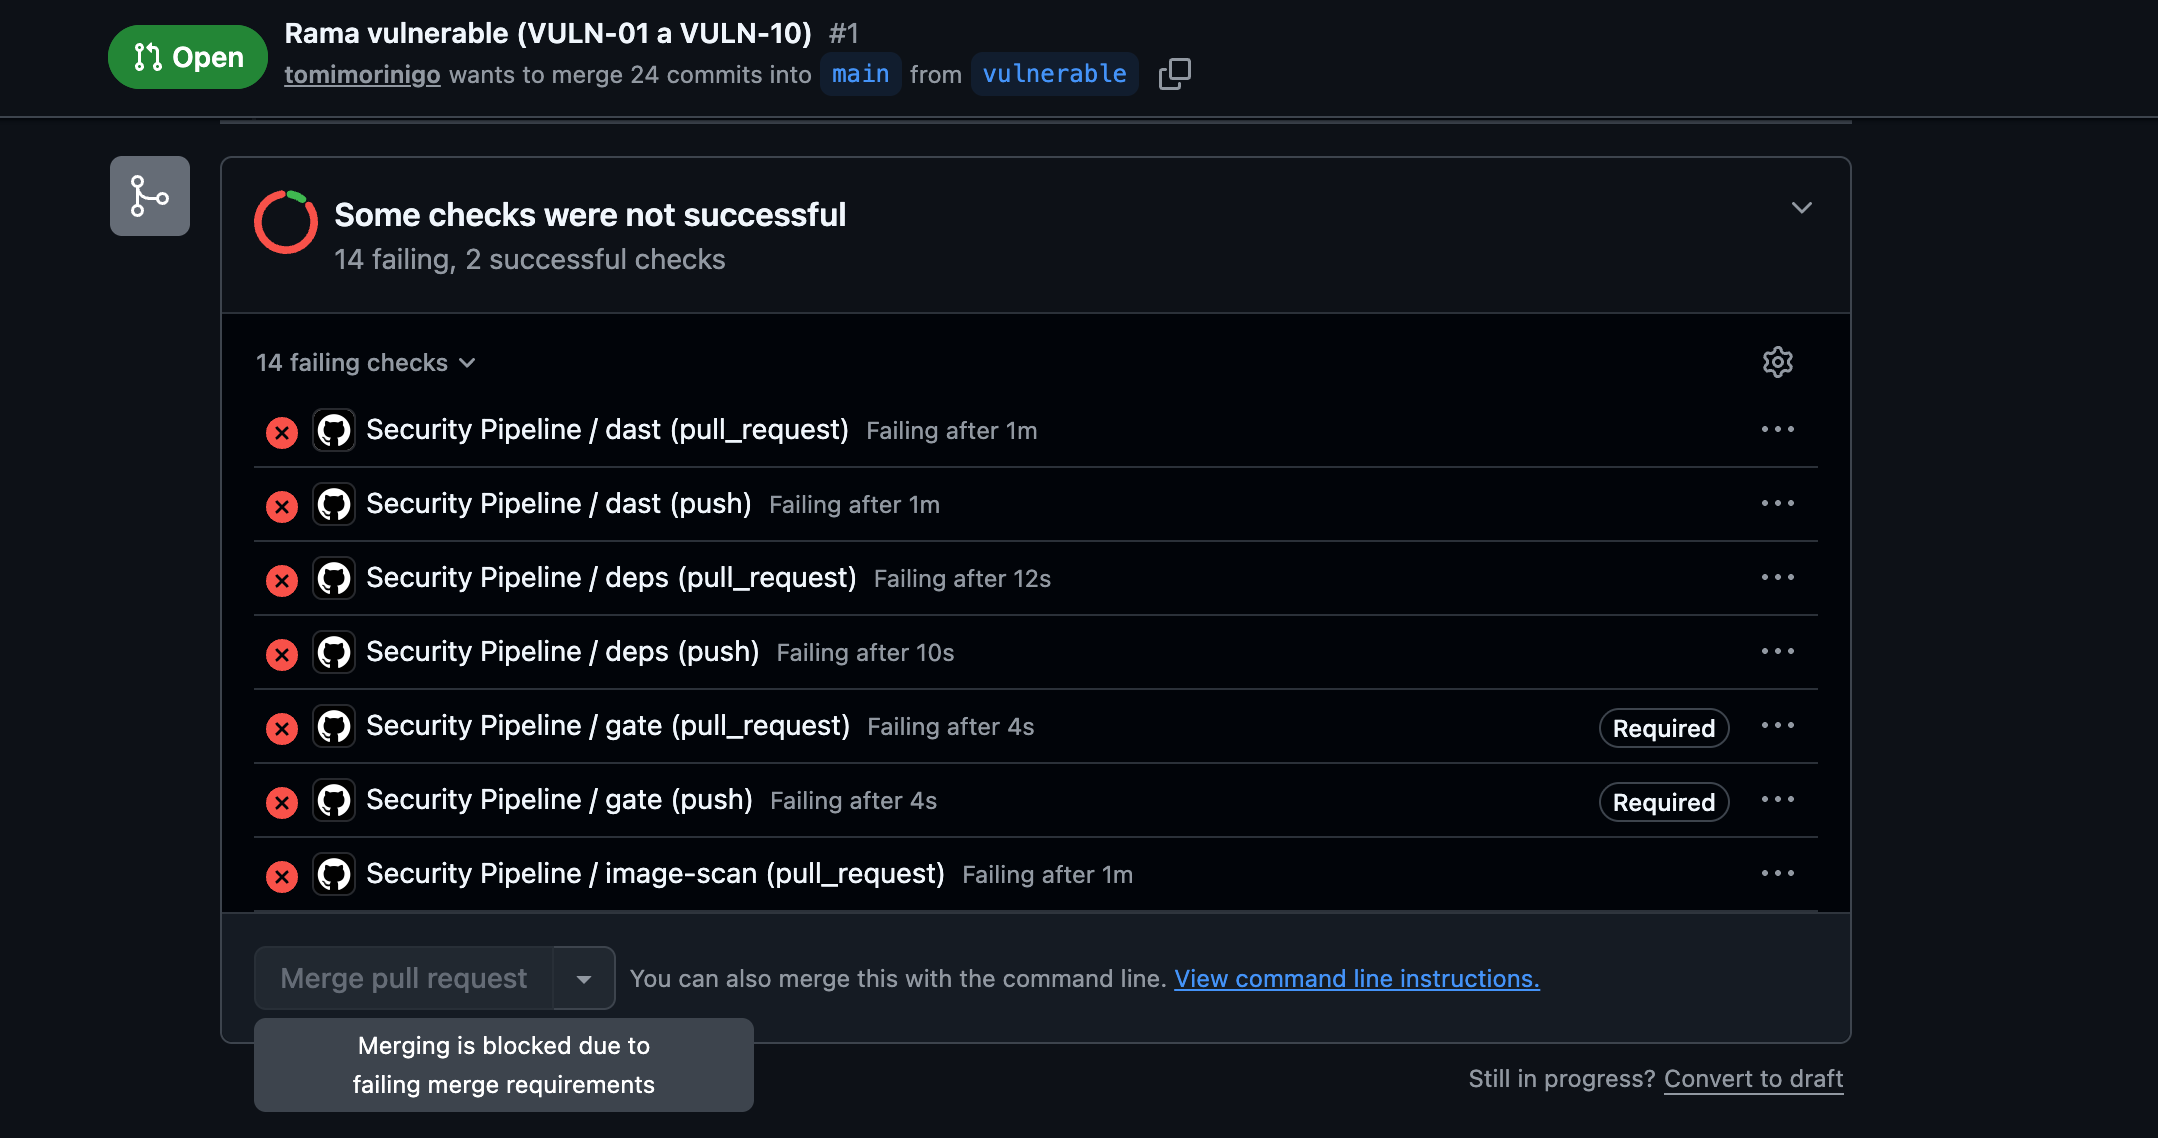 Open
Rama vulnerable (VULN-01 a VULN-10) #1
tomimorinigo wants to merge 24 commits into main from vulnerable
Some checks were not successful
14 failing, 2 successful checks
14 failing checks
Security Pipeline / dast (pull_request) Failing after 1m
Security Pipeline / dast (push) Failing after 1m
Security Pipeline / deps (pull_request) Failing after 12s
Security Pipeline / deps (push) Failing after 10s
Security Pipeline / gate (pull_request) Failing after 4s Required
Security Pipeline / gate (push) Failing after 4s Required
Security Pipeline / image-scan (pull_request) Failing after 1m
Merge pull request You can also merge this with the command line. View command line instructions.
Merging is blocked due to
failing merge requirements
Still in progress? Convert to draft